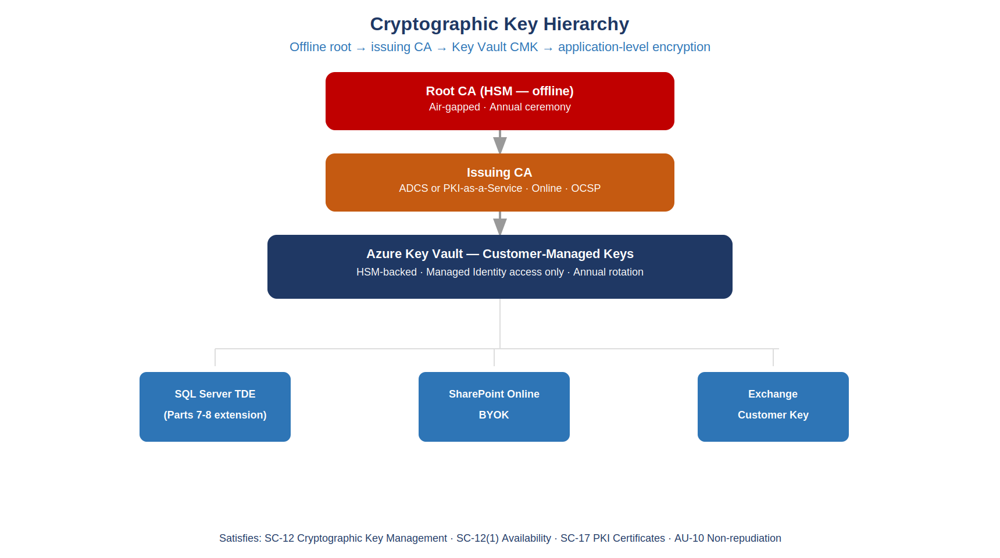 Cryptographic Key Hierarchy
Offline root → issuing CA → Key Vault CMK → application-level encryption
Root CA (HSM — offline)
Air-gapped · Annual ceremony
Issuing CA
ADCS or PKI-as-a-Service · Online · OCSP
Azure Key Vault — Customer-Managed Keys
HSM-backed · Managed Identity access only · Annual rotation
SQL Server TDE
(Parts 7-8 extension)
SharePoint Online
BYOK
Exchange
Customer Key
Satisfies: SC-12 Cryptographic Key Management · SC-12(1) Availability · SC-17 PKI Certificates · AU-10 Non-repudiation